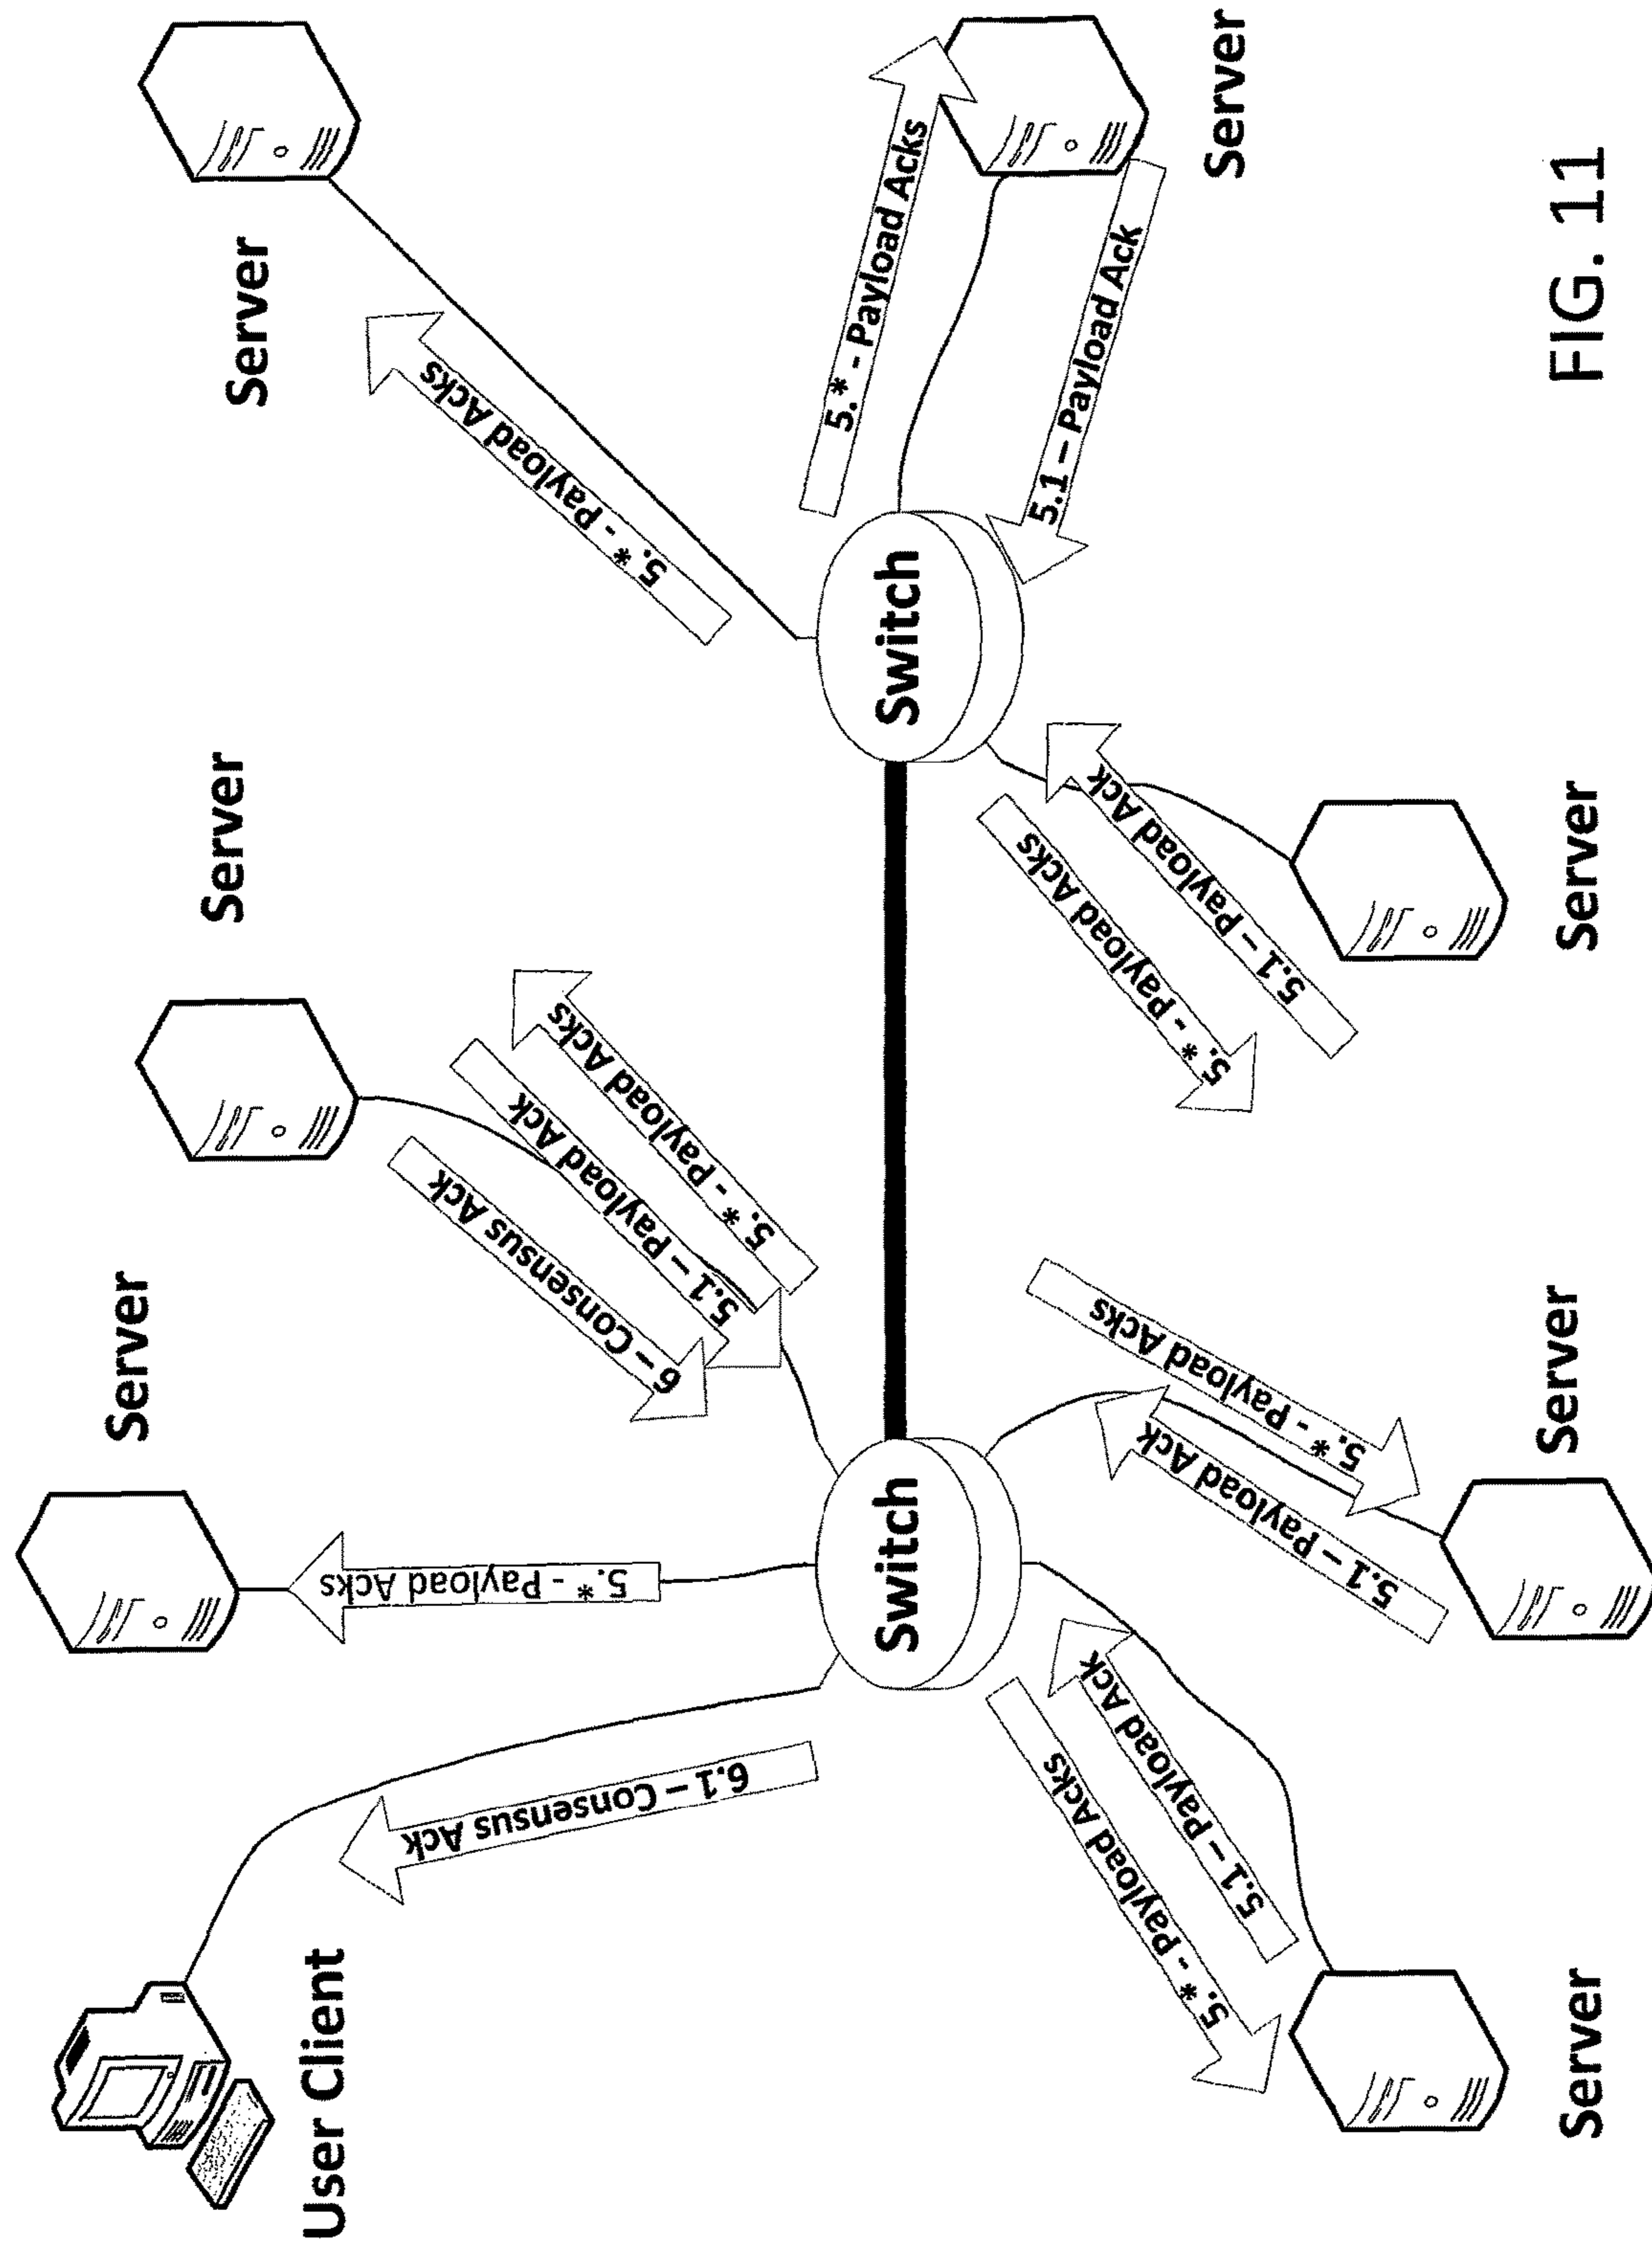 Server
Server
Server
User Client
6.1 – Consensus Ack
5.* - Payload Acks
6 – Consensus Ack
5.1 – Payload Ack
5.* - Payload Acks
5.* - Payload Acks
5.* - Payload Acks
Switch
Switch
5.1 – Payload Ack
Server
5.* - Payload Acks
5.1 – Payload Ack
5.1 – Payload Ack
5.* - Payload Acks
5.* - Payload Acks
5.1 – Payload Ack
Server
Server
Server
FIG. 11